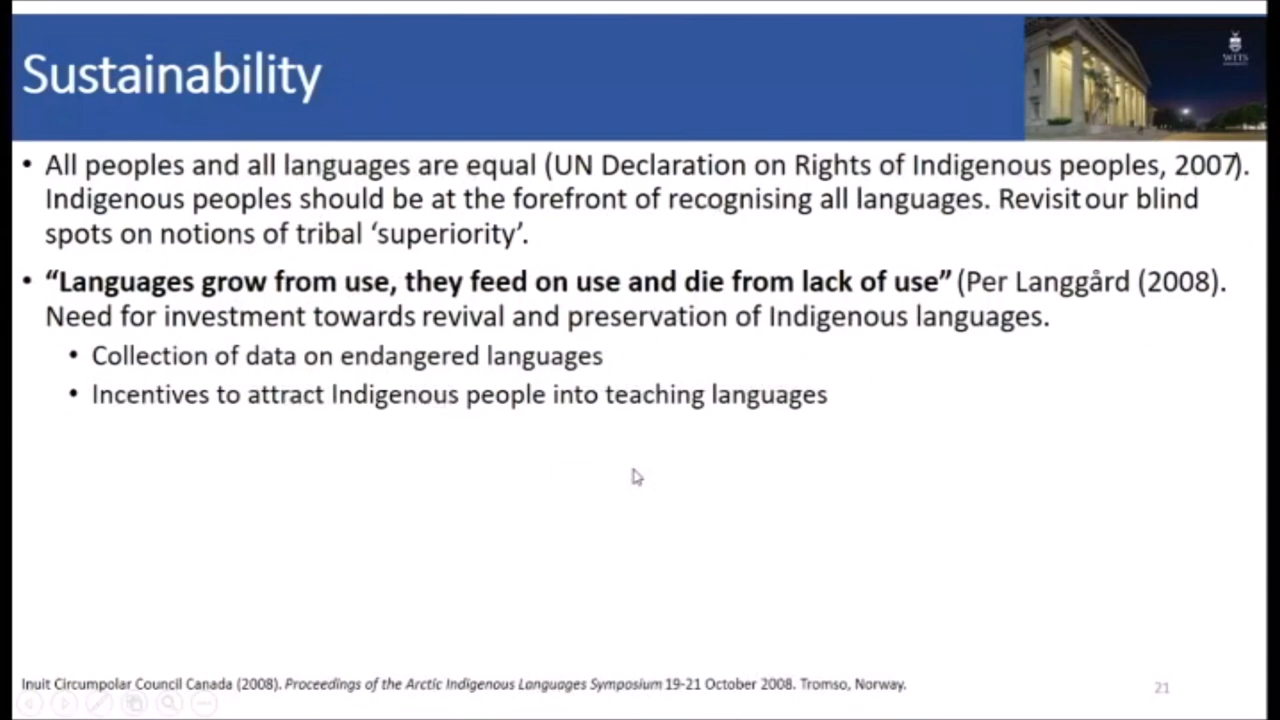 Sustainability
WITS
UNIVERSITY
• All peoples and all languages are equal (UN Declaration on Rights of Indigenous peoples, 2007).
Indigenous peoples should be at the forefront of recognising all languages. Revisit our blind
spots on notions of tribal ‘superiority’.
• “Languages grow from use, they feed on use and die from lack of use” (Per Langgård (2008).
Need for investment towards revival and preservation of Indigenous languages.
• Collection of data on endangered languages
• Incentives to attract Indigenous people into teaching languages
Inuit Circumpolar Council Canada (2008). Proceedings of the Arctic Indigenous Languages Symposium 19-21 October 2008. Tromso, Norway.
21